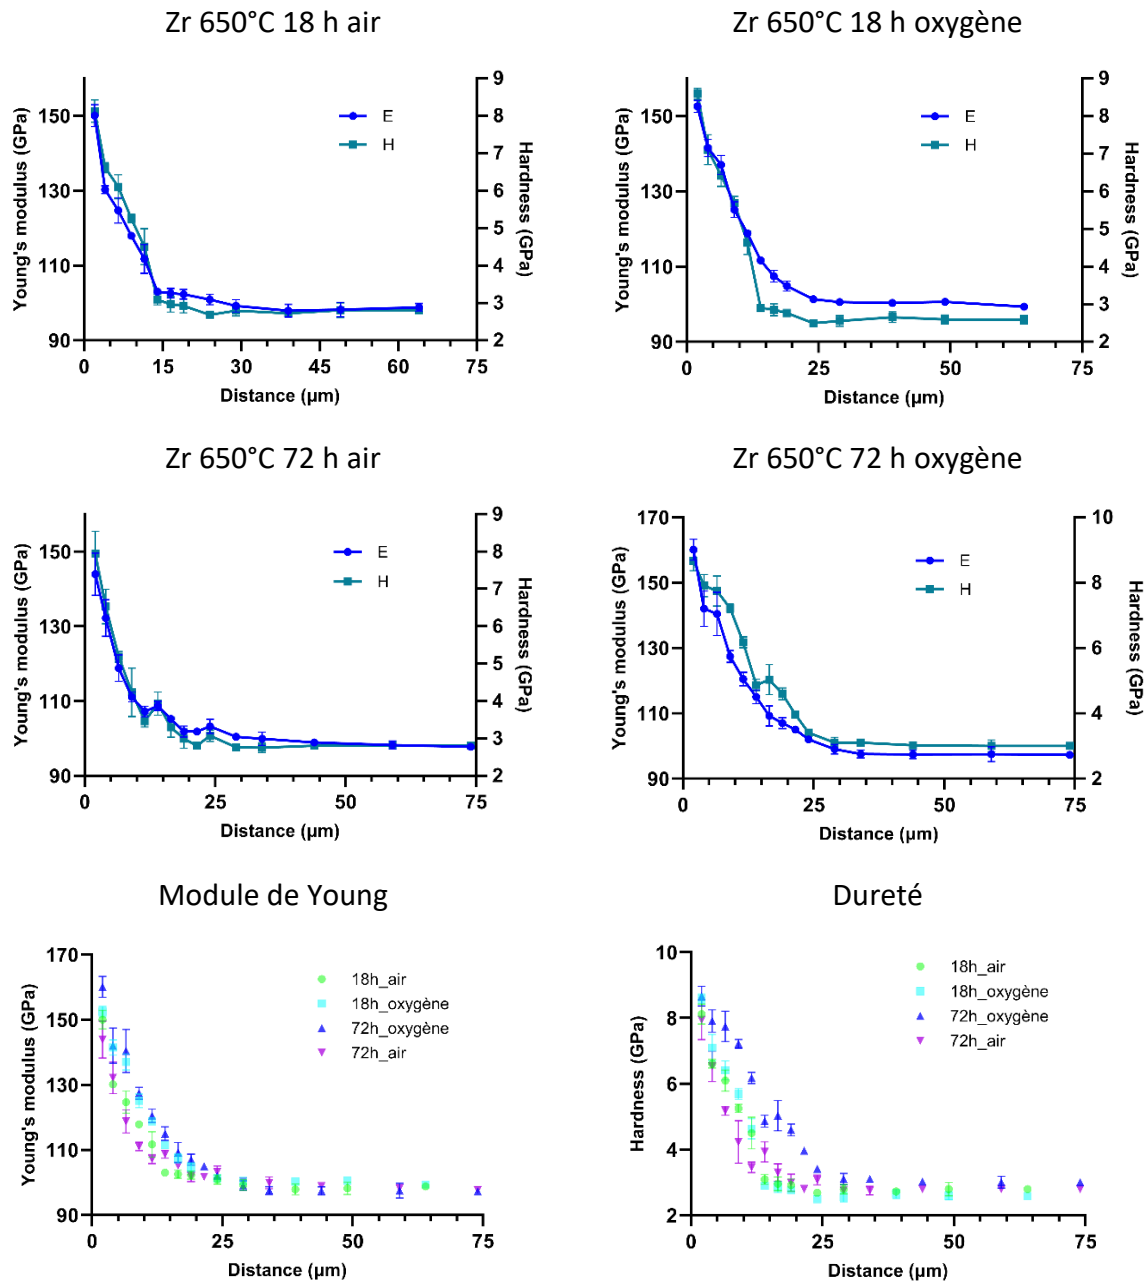 Zr 650°C 18 h air
Zr 650°C 18 h oxygène
Young's modulus (GPa)
150
130
110
90
E
H
9
8
7
6
5
4
3
2
Hardness (GPa)
0 15 30 45 60 75
Distance (µm)
Young's modulus (GPa)
150
130
110
90
E
H
9
8
7
6
5
4
3
2
Hardness (GPa)
0 25 50 75
Distance (µm)
Zr 650°C 72 h air
Zr 650°C 72 h oxygène
Young's modulus (GPa)
150
130
110
90
E
H
9
8
7
6
5
4
3
2
Hardness (GPa)
0 25 50 75
Distance (µm)
Young's modulus (GPa)
170
150
130
110
90
E
H
10
8
6
4
2
Hardness (GPa)
0 25 50 75
Distance (µm)
Module de Young
Dureté
Young's modulus (GPa)
170
150
130
110
90
18h_air
18h_oxygène
72h_oxygène
72h_air
0 25 50 75
Distance (µm)
Hardness (GPa)
10
8
6
4
2
18h_air
18h_oxygène
72h_oxygène
72h_air
0 25 50 75
Distance (µm)